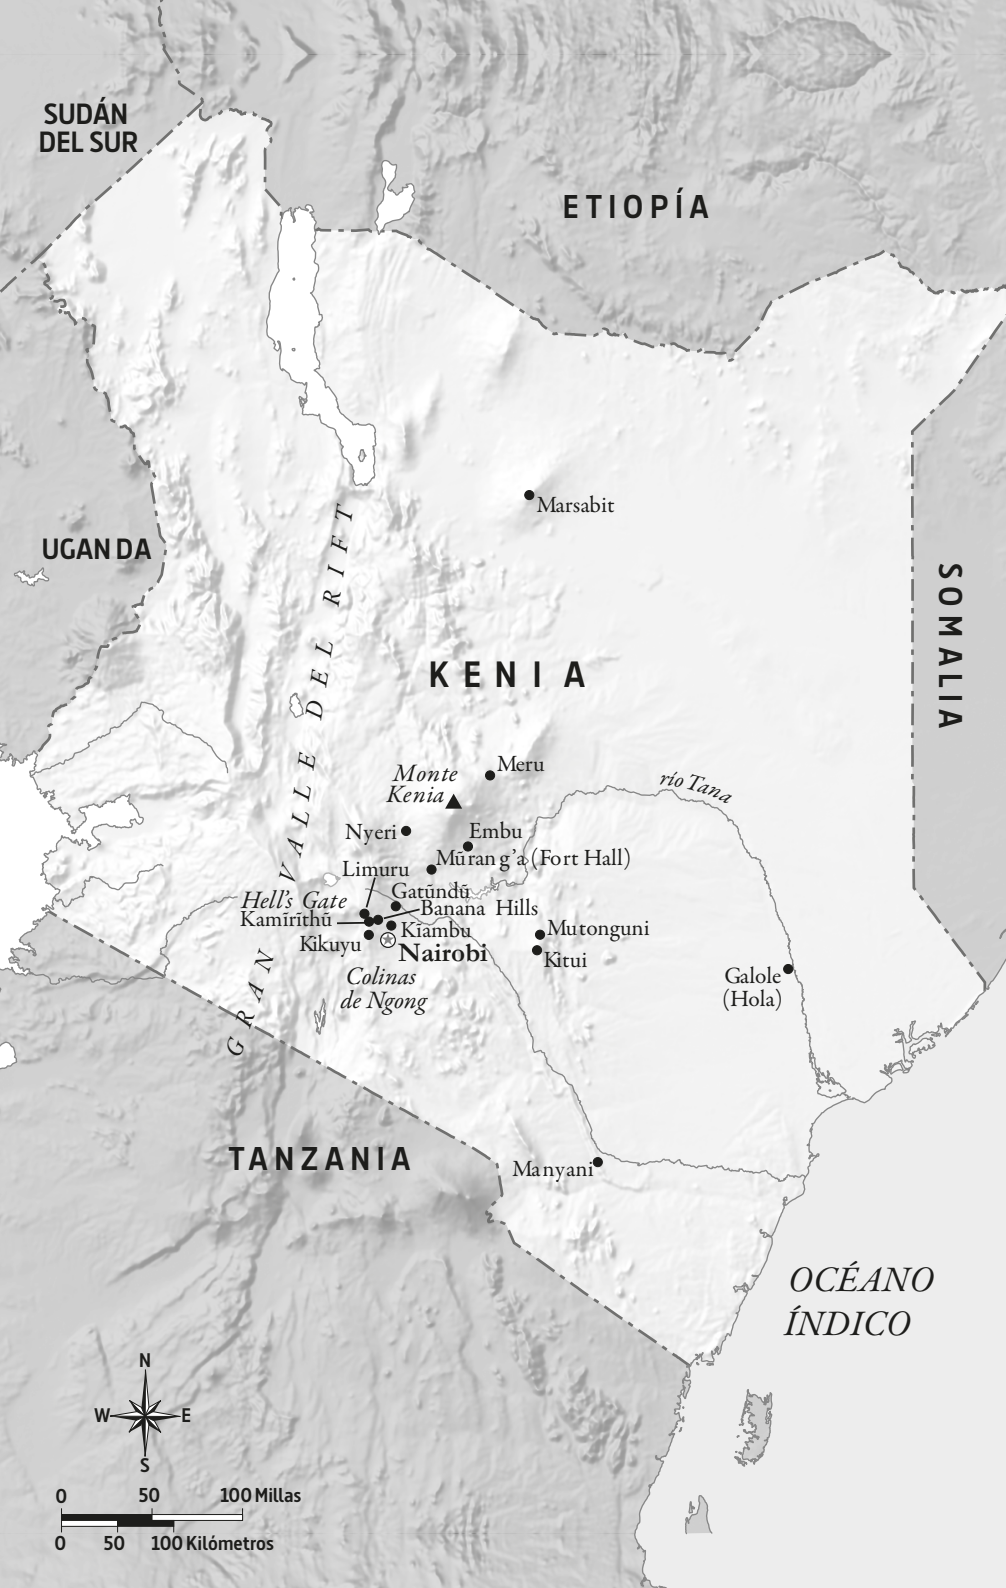 SUDÁN
DEL SUR
ETIOPÍA
UGANDA
Marsabit
SOMALIA
GRAN VALLE DEL RIFT
KENIA
Meru
Monte
Kenia
río Tana
Nyeri
Embu
Mũrang’a (Fort Hall)
Limuru
Gatũndũ
Hell’s Gate
Banana Hills
Kamĩrĩthũ
Kĩambu
Mutonguni
Kikuyu
Nairobi
Kitui
Colinas
de Ngong
Galole
(Hola)
TANZANIA
Manyani
OCÉANO
ÍNDICO
N
W E
S
0 50 100 Millas
0 50 100 Kilómetros